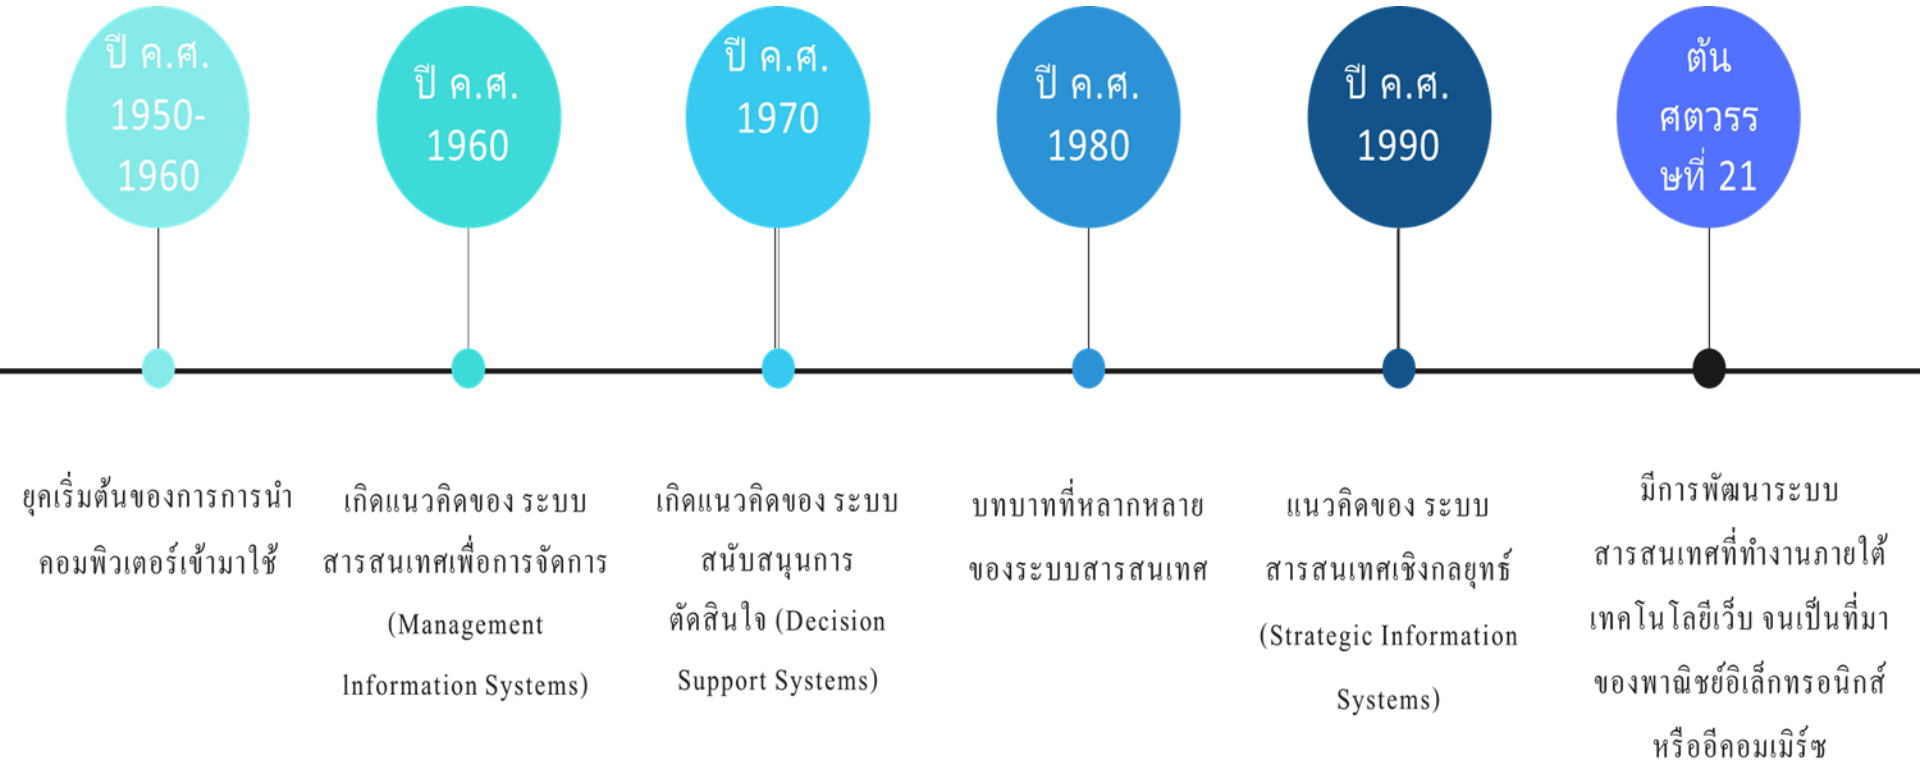 ปี ค.ศ.
1950-
1960
ปี ค.ศ.
1960
ปี ค.ศ.
1970
ปี ค.ศ.
1980
ปี ค.ศ.
1990
ต้น
ศตวรร
ษที่ 21
ยุคเริ่มต้นของการการนำ
คอมพิวเตอร์เข้ามาใช้
เกิดแนวคิดของ ระบบ
สารสนเทศเพื่อการจัดการ
(Management
lnformation Systems)
เกิดแนวคิดของ ระบบ
สนับสนุนการ
ตัดสินใจ (Decision
Support Systems)
บทบาทที่หลากหลาย
ของระบบสารสนเทศ
แนวคิดของ ระบบ
สารสนเทศเชิงกลยุทธ์
(Strategic Information
Systems)
มีการพัฒนาระบบ
สารสนเทศที่ทำงานภายใต้
เทคโนโลยีเว็บ จนเป็นที่มา
ของพาณิชย์อิเล็กทรอนิกส์
หรืออีคอมเมิร์ซ